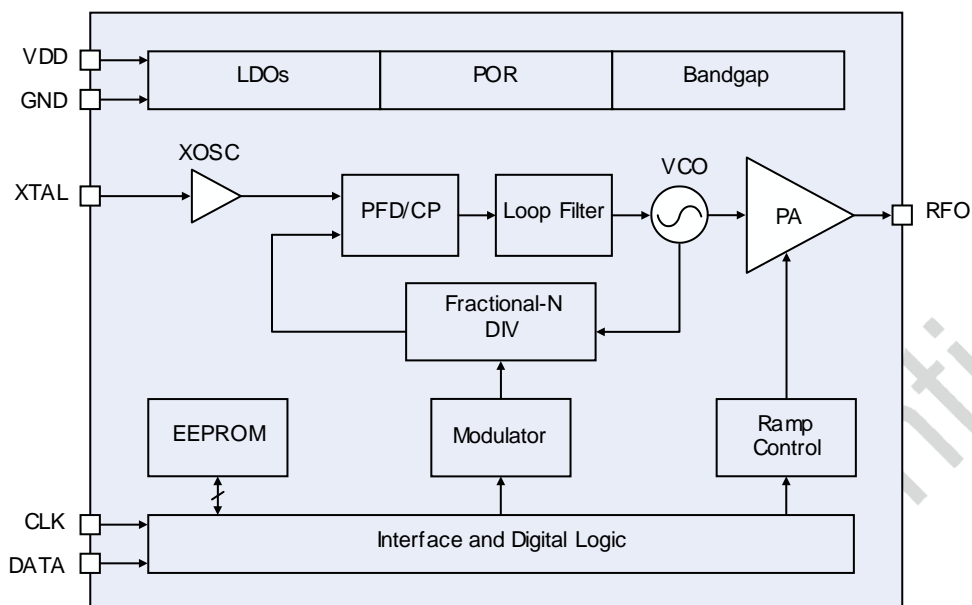 VDD
LDOs
POR
Bandgap
GND
XOSC
VCO
XTAL
PFD/CP
Loop Filter
PA
RFO
Fractional-N
DIV
EEPROM
Modulator
Ramp
Control
CLK
Interface and Digital Logic
DATA